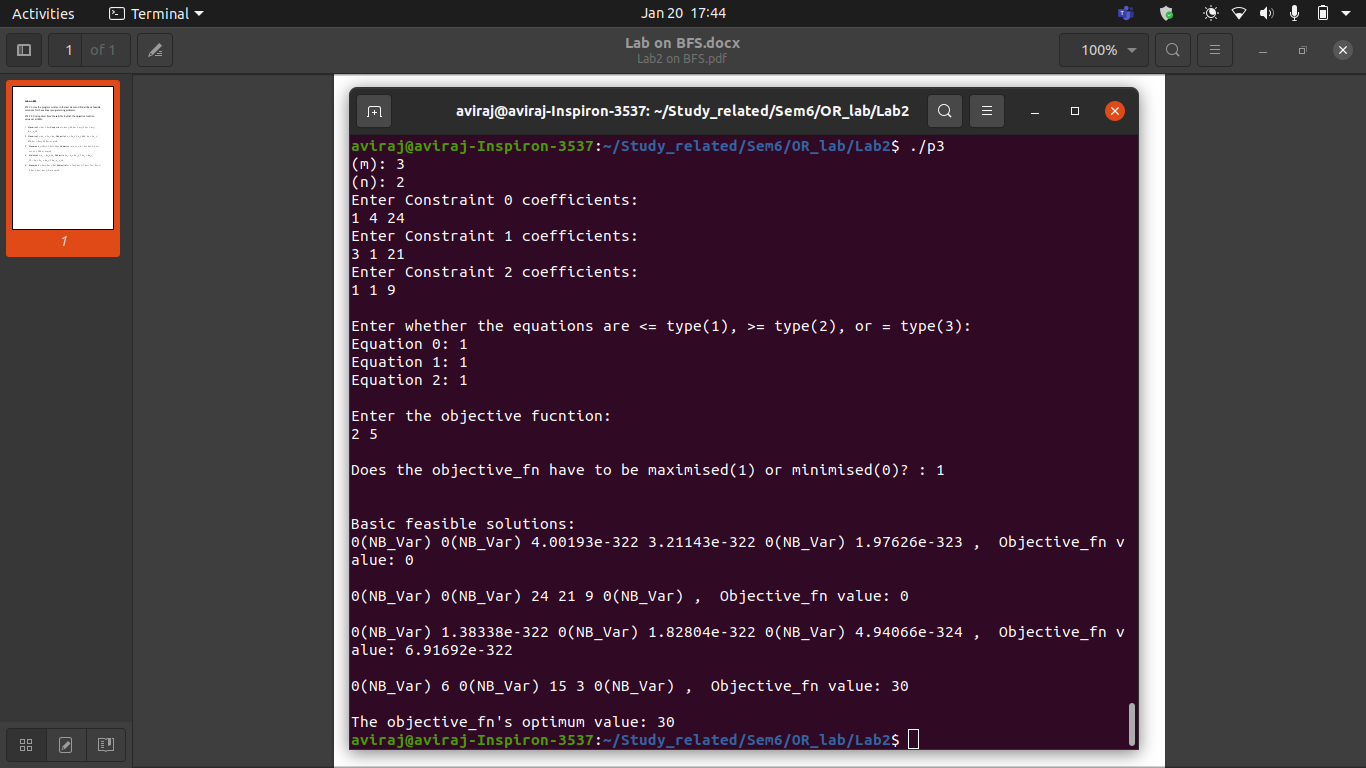 Activities
Terminal
Jan 20 17:44
1 of 1
Lab on BFS.docx
Lab2 on BFS.pdf
100%
1
aviraj@aviraj-Inspiron-3537: ~/Study_related/Sem6/OR_lab/Lab2
aviraj@aviraj-Inspiron-3537:~/Study_related/Sem6/OR_lab/Lab2$ ./p3
(m): 3
(n): 2
Enter Constraint 0 coefficients:
1 4 24
Enter Constraint 1 coefficients:
3 1 21
Enter Constraint 2 coefficients:
1 1 9
Enter whether the equations are <= type(1), >= type(2), or = type(3):
Equation 0: 1
Equation 1: 1
Equation 2: 1
Enter the objective fucntion:
2 5
Does the objective_fn have to be maximised(1) or minimised(0)? : 1
Basic feasible solutions:
0(NB_Var) 0(NB_Var) 4.00193e-322 3.21143e-322 0(NB_Var) 1.97626e-323 ,  Objective_fn v
alue: 0
0(NB_Var) 0(NB_Var) 24 21 9 0(NB_Var) ,  Objective_fn value: 0
0(NB_Var) 1.38338e-322 0(NB_Var) 1.82804e-322 0(NB_Var) 4.94066e-324 ,  Objective_fn v
alue: 6.91692e-322
0(NB_Var) 6 0(NB_Var) 15 3 0(NB_Var) ,  Objective_fn value: 30
The objective_fn's optimum value: 30
aviraj@aviraj-Inspiron-3537:~/Study_related/Sem6/OR_lab/Lab2$